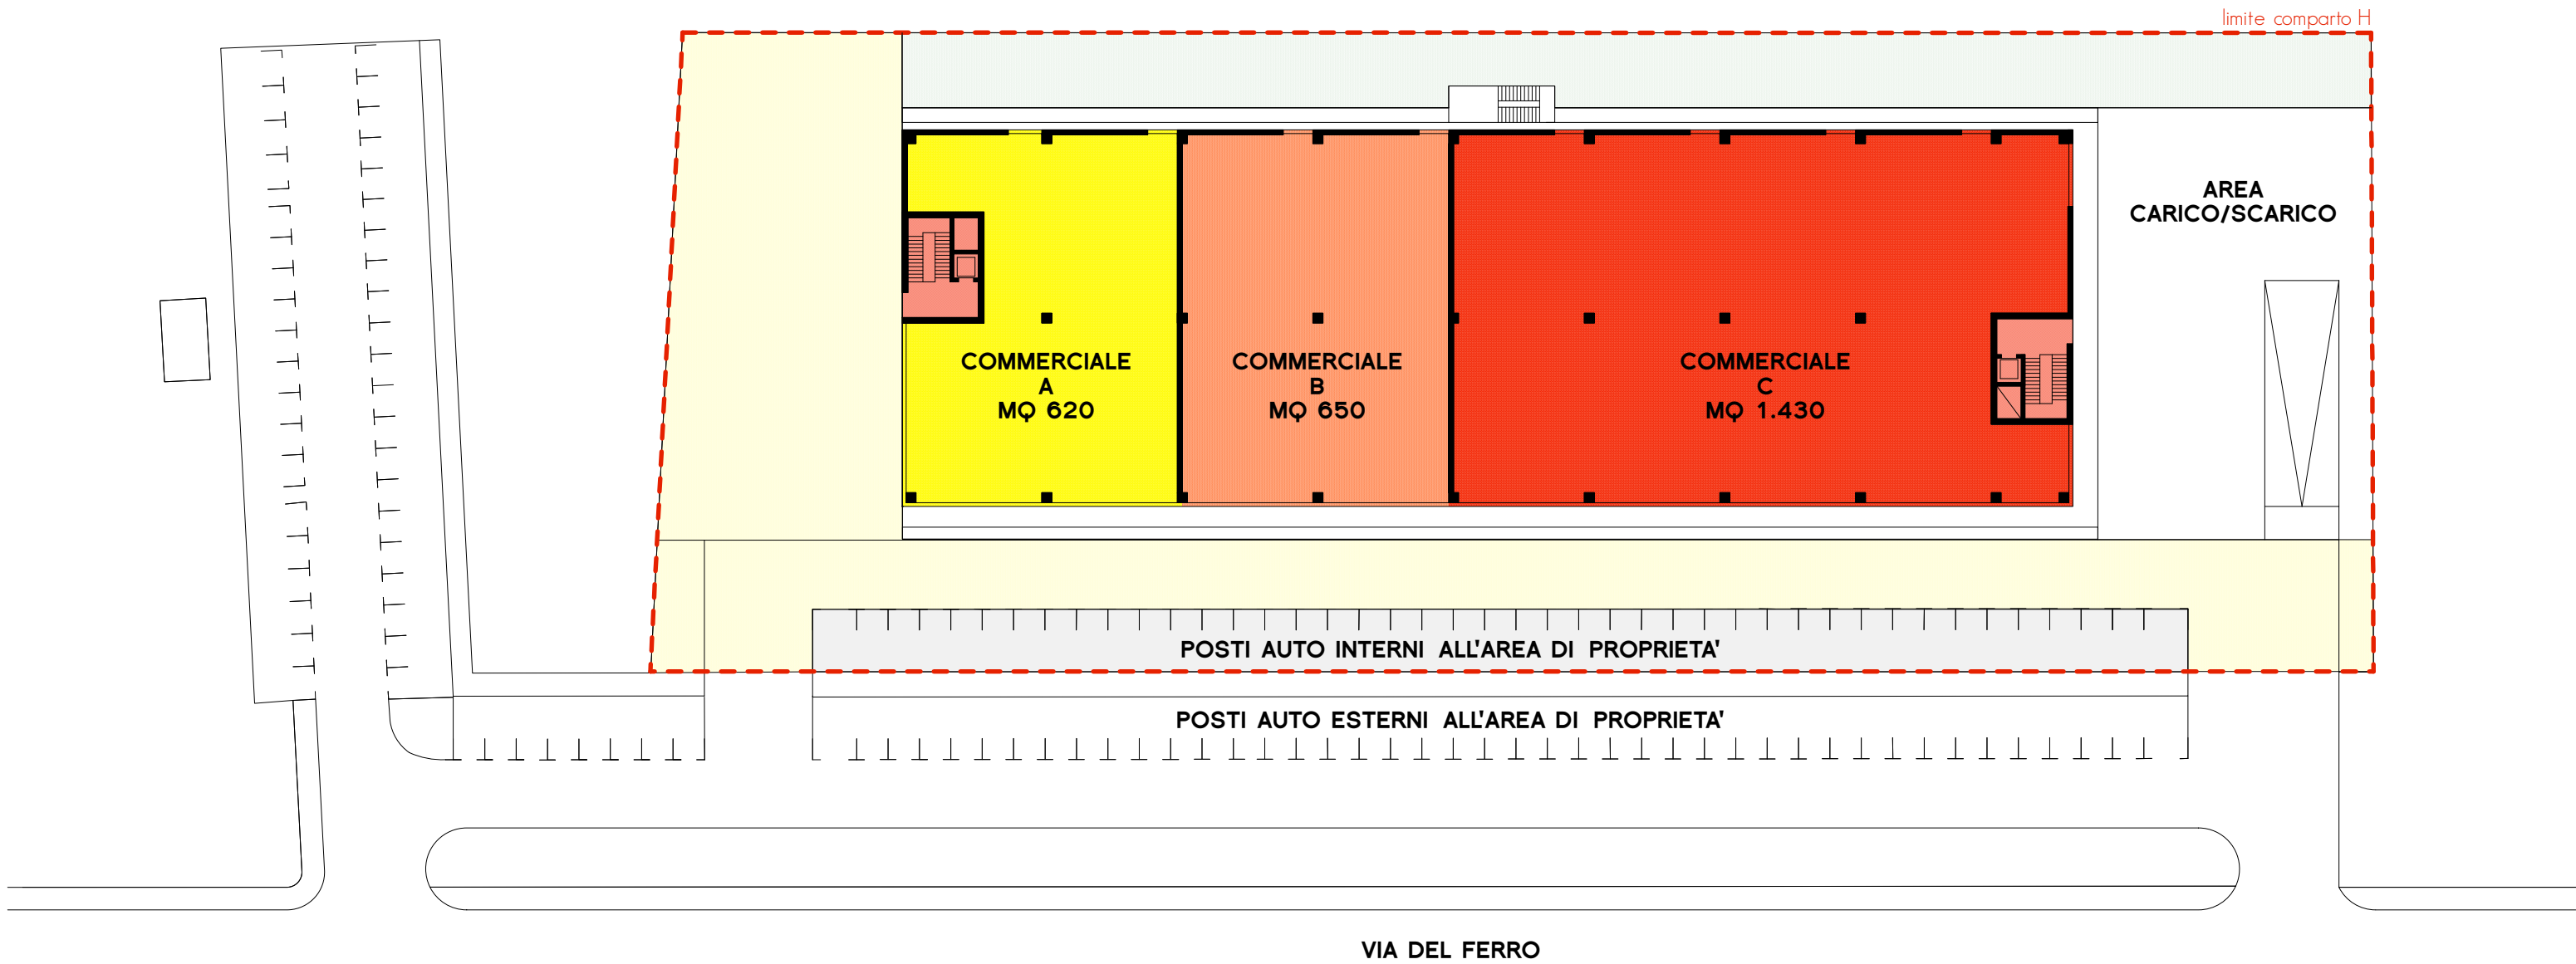 limite comparto H
AREA
CARICO/SCARICO
COMMERCIALE
A
MQ 620
COMMERCIALE
B
MQ 650
COMMERCIALE
C
MQ 1.430
POSTI AUTO INTERNI ALL'AREA DI PROPRIETA'
POSTI AUTO ESTERNI ALL'AREA DI PROPRIETA'
VIA DEL FERRO